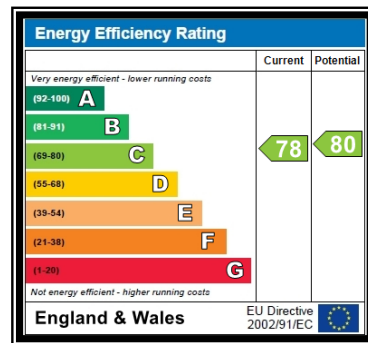 Energy Efficiency Rating
Current Potential
Very energy efficient - lower running costs
(92-100) A
(81-91) B
(69-80) C
78 80
(55-68) D
(39-54) E
(21-38) F
(1-20) G
Not energy efficient - higher running costs
England & Wales
EU Directive
2002/91/EC